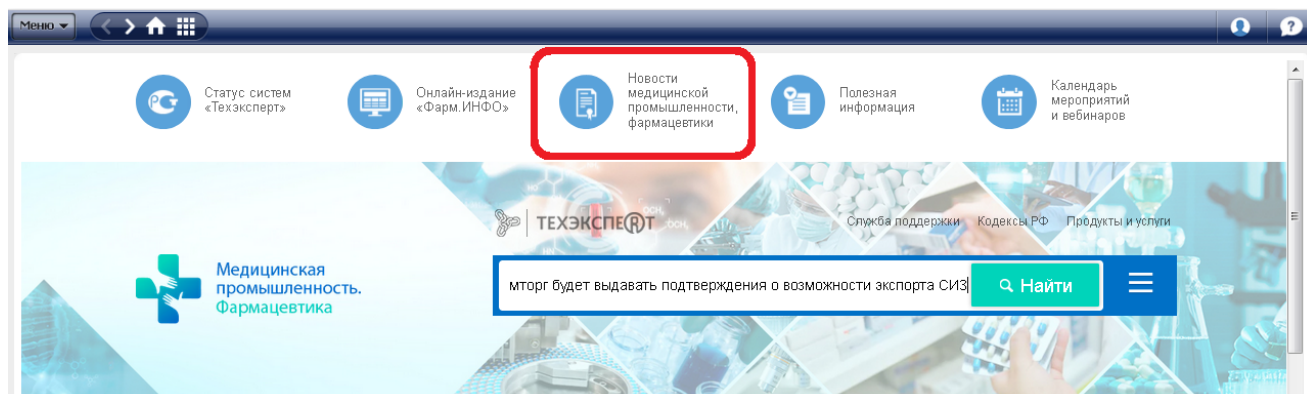 Меню
Статус систем
«Техэксперт»
Онлайн-издание
«Фарм.ИНФО»
Новости
медицинской
промышленности,
фармацевтики
Полезная
информация
Календарь
мероприятий
и вебинаров
ТЕХЭКСПЕRТ
Служба поддержки Кодексы РФ Продукты и услуги
Медицинская
промышленность.
Фармацевтика
мторг будет выдавать подтверждения о возможности экспорта СИЗ
Найти